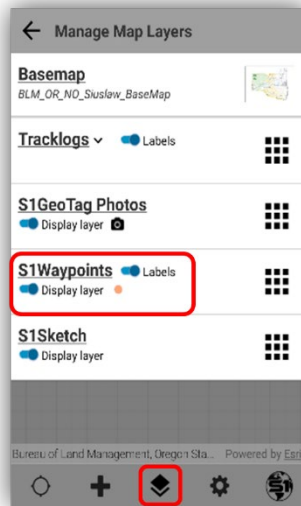 Manage Map Layers
Basemap
BLM_OR_NO_Siuslaw_BaseMap
Tracklogs Labels
S1GeoTag Photos
Display layer
S1Waypoints Labels
Display layer
S1Sketch
Display layer
Bureau of Land Management, Oregon Sta... Powered by Esri
S1